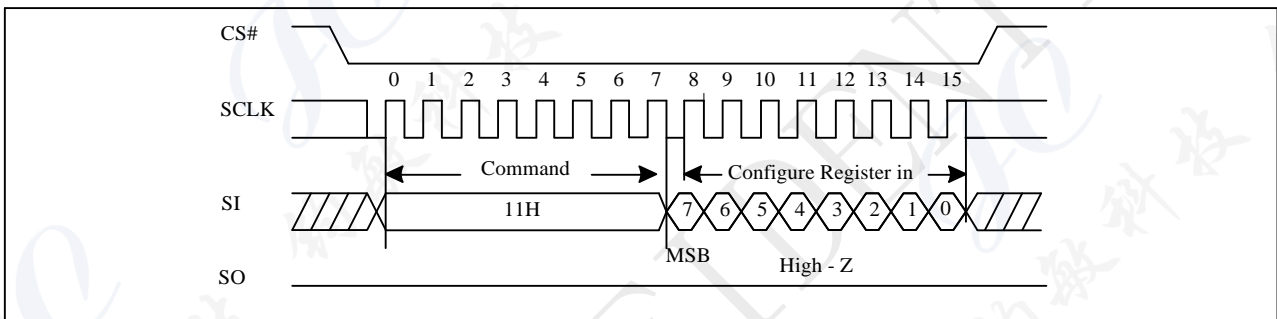 CS#
0 1 2 3 4 5 6 7 8 9 10 11 12 13 14 15
SCLK
Command
Configure Register in
SI
11H
7 6 5 4 3 2 1 0
MSB
High - Z
SO